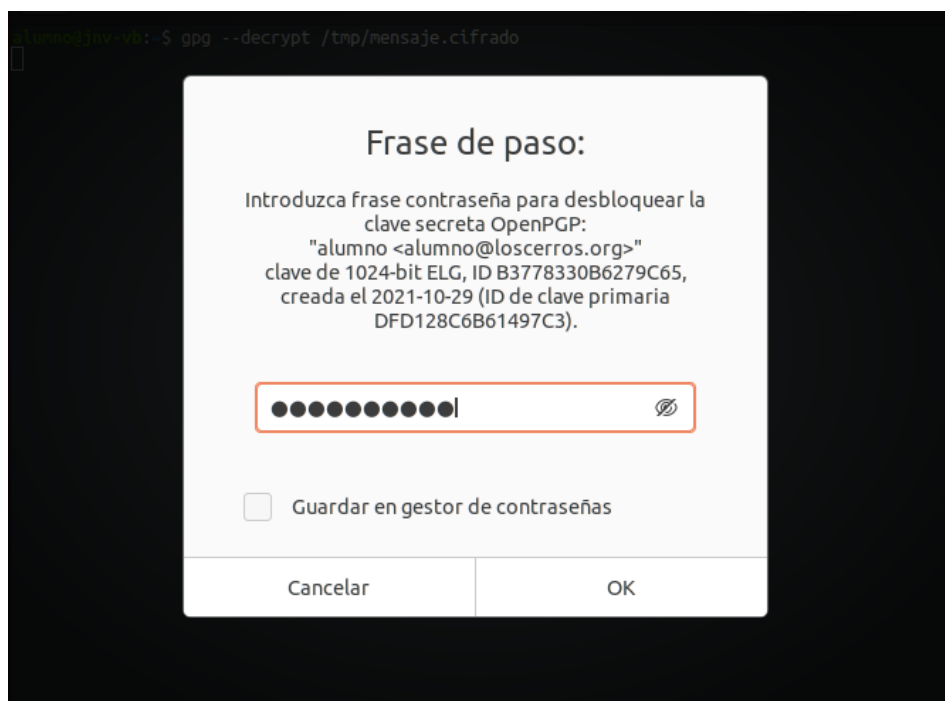 alumno@jnv-vb:~$ gpg --decrypt /tmp/mensaje.cifrado
Frase de paso:
Introduzca frase contraseña para desbloquear la
clave secreta OpenPGP:
"alumno <alumno@loscerros.org>"
clave de 1024-bit ELG, ID B3778330B6279C65,
creada el 2021-10-29 (ID de clave primaria
DFD128C6B61497C3).
●●●●●●●●●●
Guardar en gestor de contraseñas
Cancelar
OK